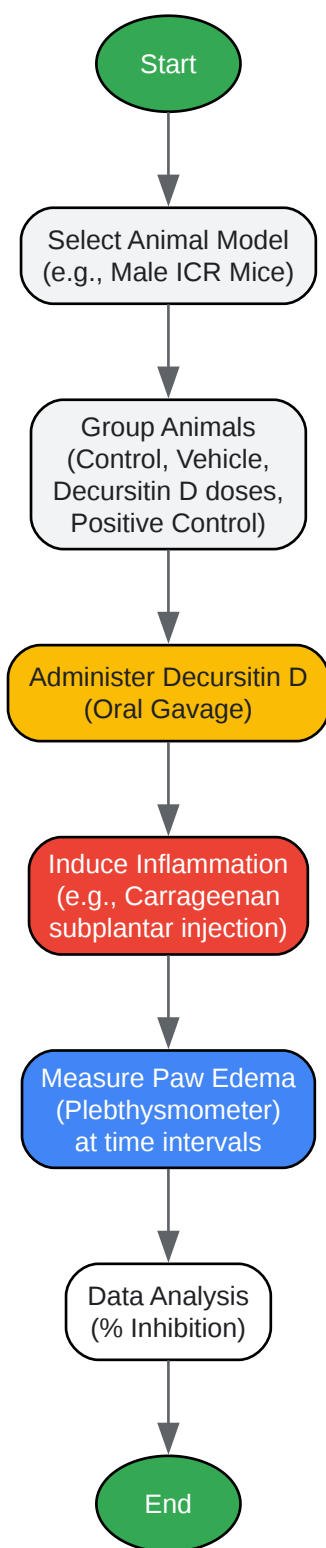 Start
Select Animal Model
(e.g., Male ICR Mice)
Group Animals
(Control, Vehicle,
Decursitin D doses,
Positive Control)
Administer Decursitin D
(Oral Gavage)
Induce Inflammation
(e.g., Carrageenan
subplantar injection)
Measure Paw Edema
(Plebthysmometer)
at time intervals
Data Analysis
(% Inhibition)
End